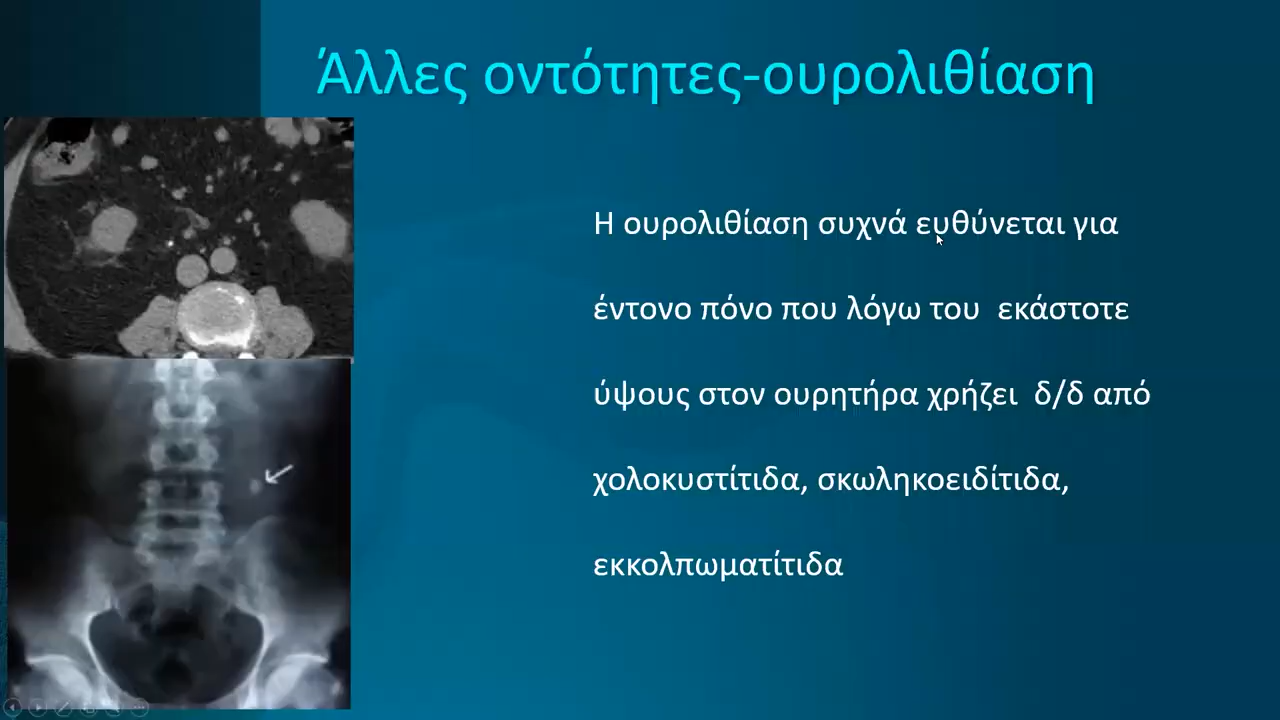 Άλλες οντότητες-ουρολιθίαση
Η ουρολιθίαση συχνά ευθύνεται για
έντονο πόνο που λόγω του εκάστοτε
ύψους στον ουρητήρα χρήζει δ/δ από
χολοκυστίτιδα, σκωληκοειδίτιδα,
εκκολπωματίτιδα